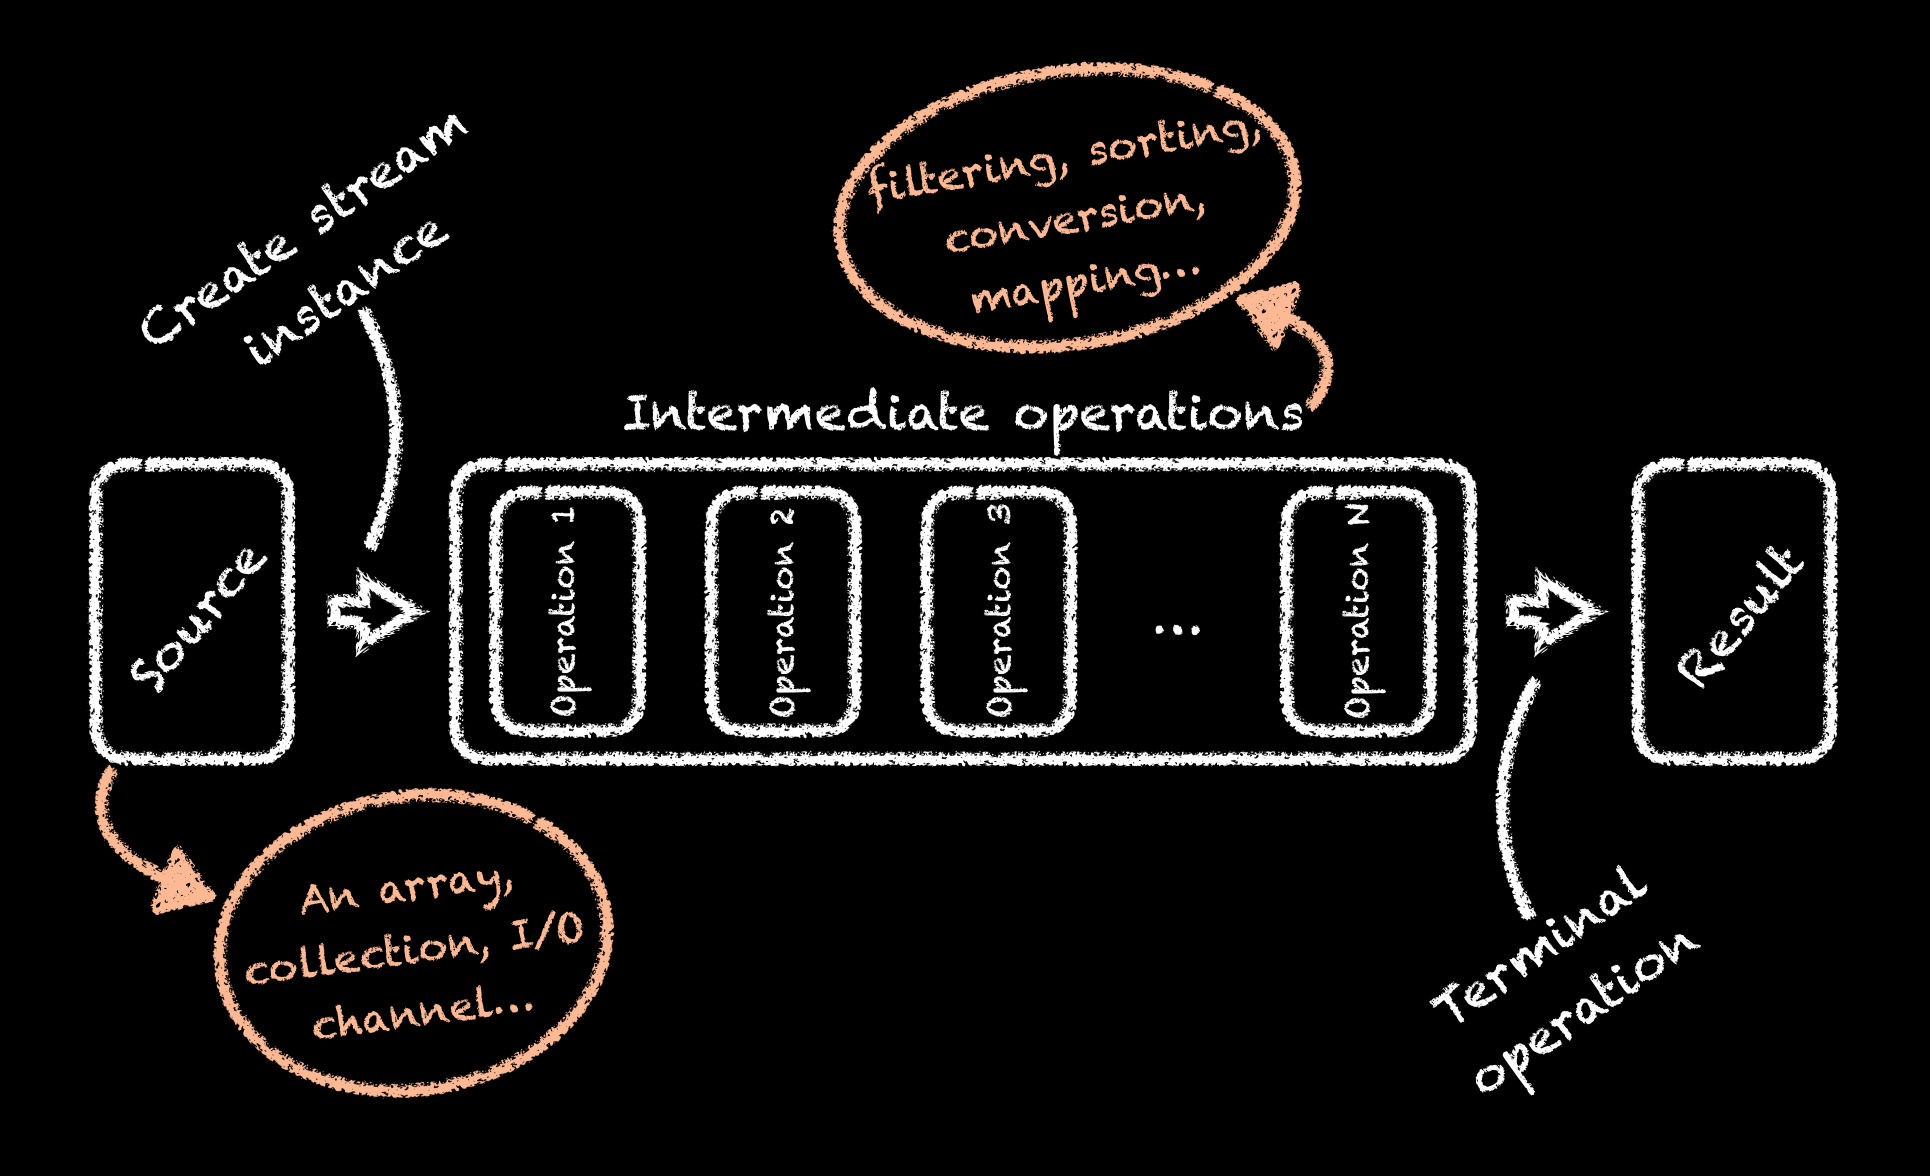 Create stream
instance
filtering, sorting,
conversion,
mapping...
Intermediate operations
Source
Operation 1
Operation 2
Operation 3
...
Operation N
Result
An array,
collection, I/O
channel...
Terminal
operation